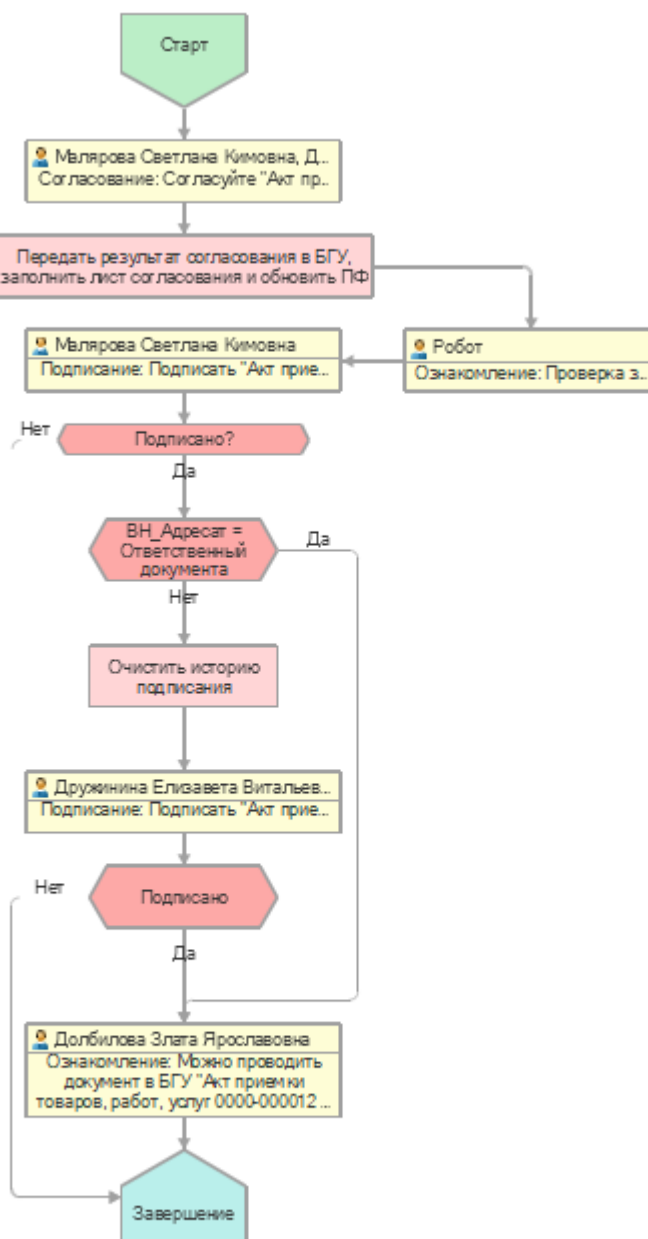 Старт
Малярова Светлана Кимовна, Д...
Согласование: Согласуйте "Акт пр...
Передать результат согласования в БГУ,
заполнить лист согласования и обновить ПФ
Малярова Светлана Кимовна
Подписание: Подписать "Акт прие...
Робот
Ознакомление: Проверка з...
Нет
Подписано?
Да
ВН_Адресат =
Ответственный
документа
Да
Нет
Очистить историю
подписания
Дружинина Елизавета Витальев...
Подписание: Подписать "Акт прие...
Нет
Подписано
Да
Долбилова Злата Ярославовна
Ознакомление: Можно проводить
документ в БГУ "Акт приемки
товаров, работ, услуг 0000-000012 ...
Завершение